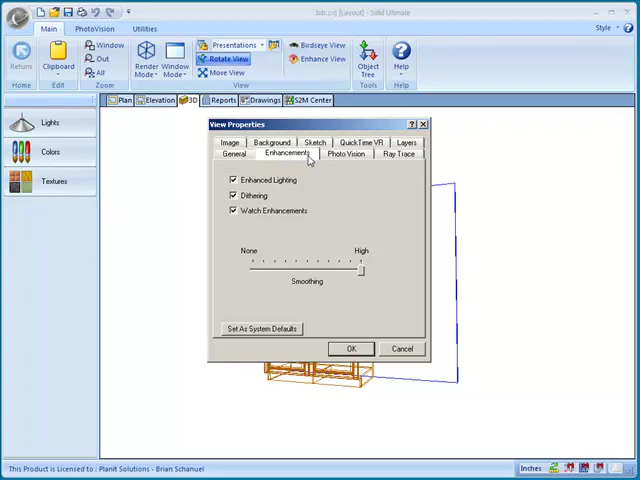 Job.cvj [Layout] - Solid Ultimate
Main PhotoVision Utilities Style
Return Clipboard Window Out All Render Mode Window Mode Presentations Rotate View Move View Birdseye View Enhance View Object Tree Help
Home Zoom View Tools
Plan Elevation 3D Reports Drawings S2M Center
Lights
Colors
Textures
View Properties
Image Background Sketch QuickTime VR Layers
General Enhancements Photo Vision Ray Trace
Enhanced Lighting
Dithering
Watch Enhancements
None High
Smoothing
Set As System Defaults
OK Cancel
This Product is Licensed to : Planit Solutions - Brian Schanuel Inches